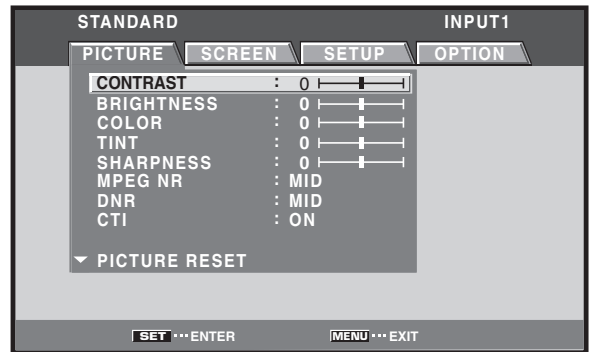 STANDARD INPUT1
PICTURE SCREEN SETUP OPTION
CONTRAST : 0
BRIGHTNESS : 0
COLOR : 0
TINT : 0
SHARPNESS : 0
MPEG NR : MID
DNR : MID
CTI : ON
PICTURE RESET
SET ··· ENTER MENU ··· EXIT